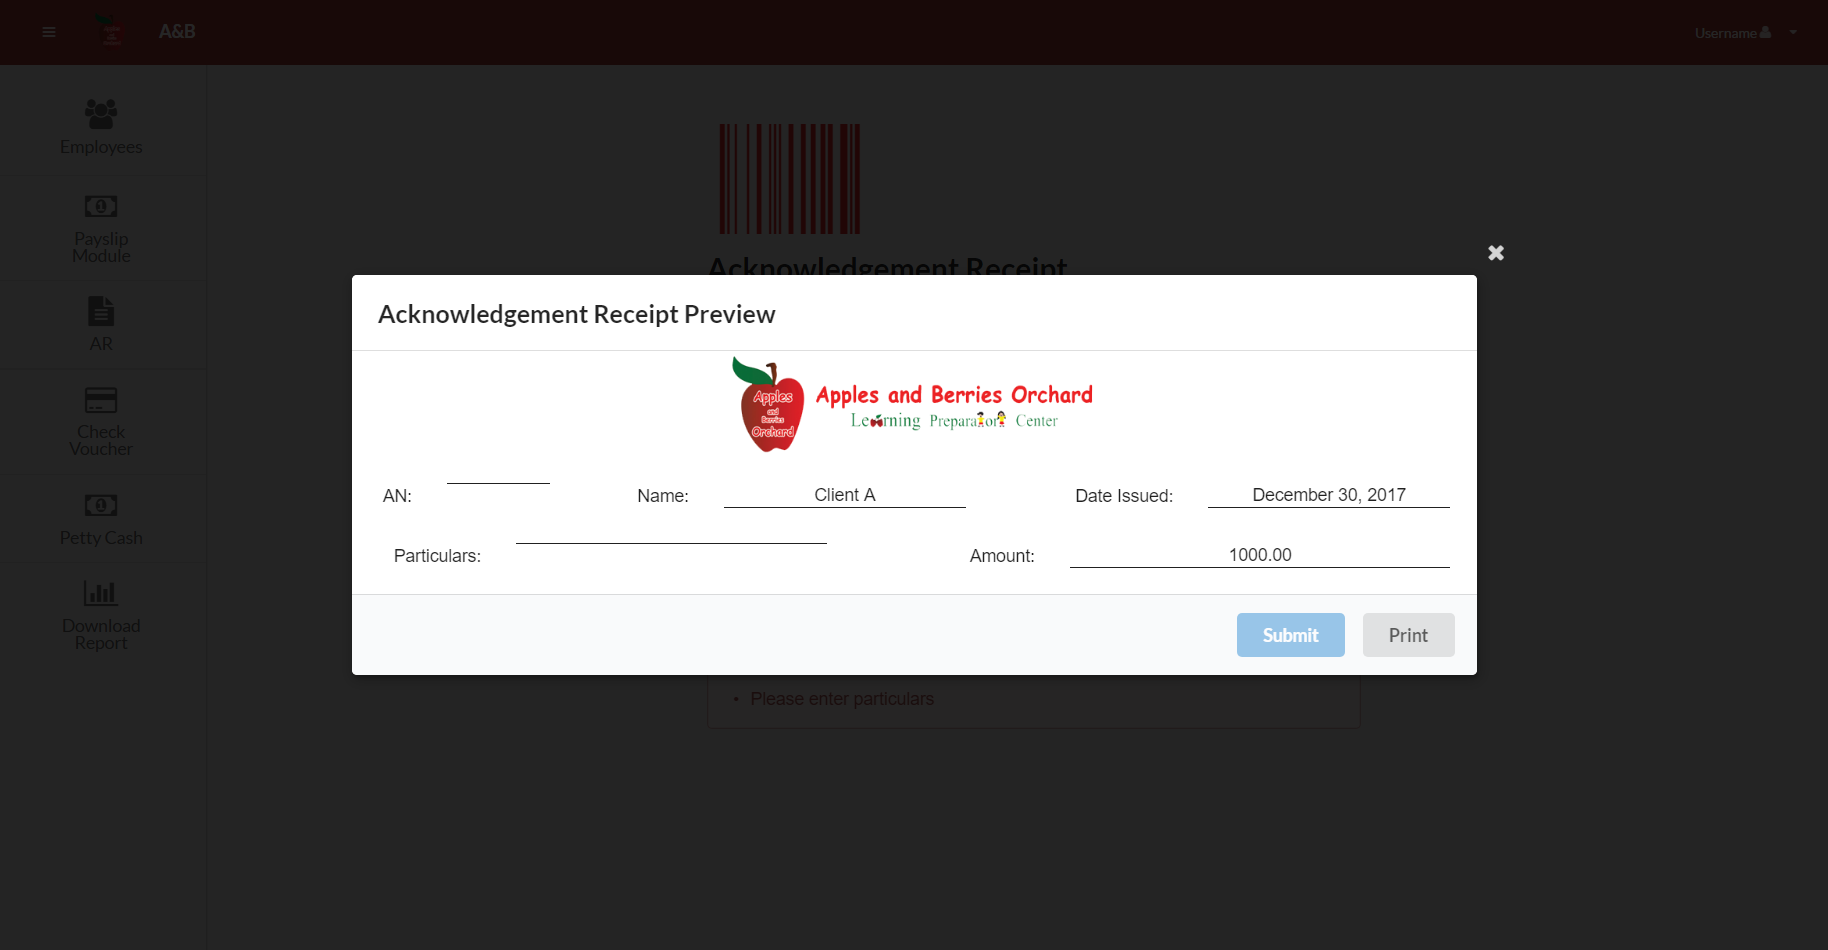 A&B
Username
Employees
Payslip
Module
AR
Check
Voucher
Petty Cash
Download
Report
Acknowledgement Receipt
Acknowledgement Receipt Preview
Apples
and
Berries
Orchard
Apples and Berries Orchard
Learning Preparatory Center
AN:
Name: Client A
Date Issued: December 30, 2017
Particulars:
Amount: 1000.00
Submit
Print
• Please enter particulars